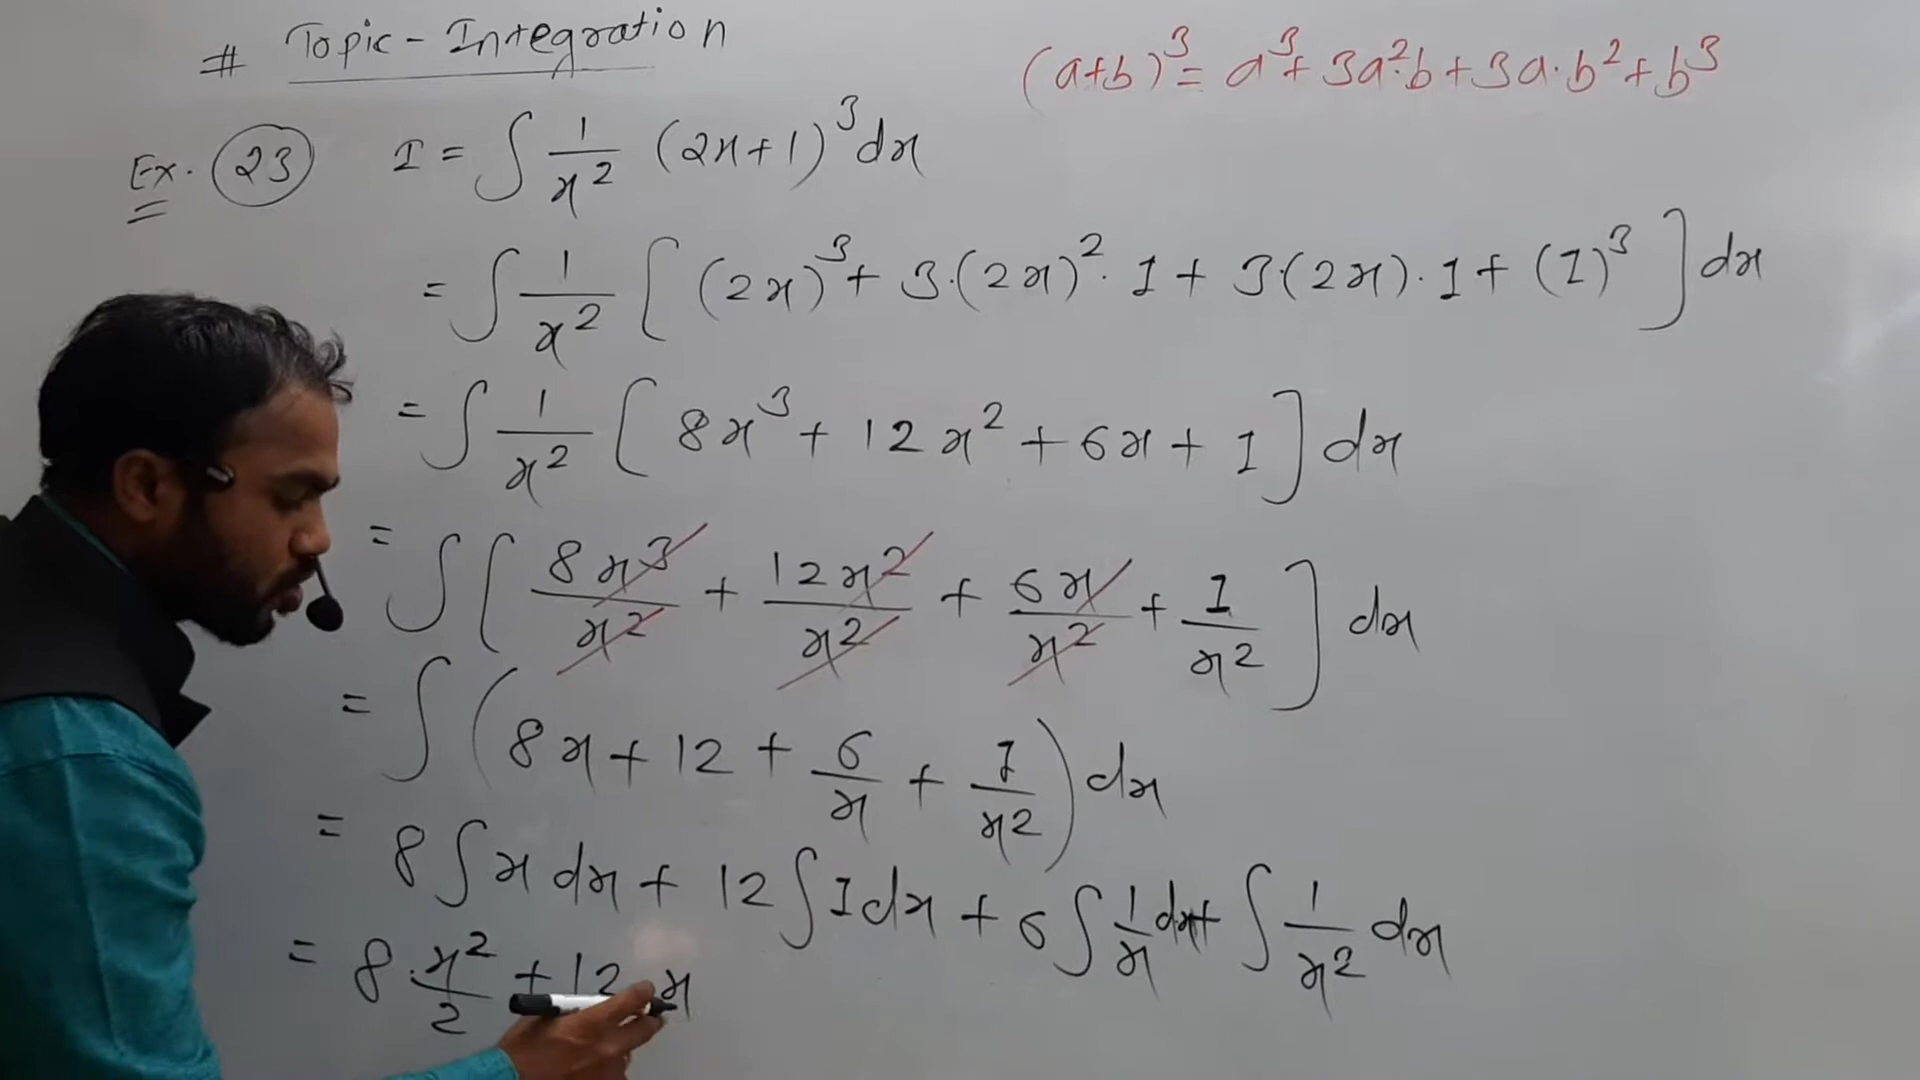 # Topic - Integration
(a+b)³ = a³ + 3a²·b + 3a·b² + b³
Ex. 23 I = ∫ 1/x² (2x+1)³ dx
= ∫ 1/x² [ (2x)³ + 3·(2x)²·1 + 3·(2x)·1 + (1)³ ] dx
= ∫ 1/x² [ 8x³ + 12x² + 6x + 1 ] dx
= ∫ [ 8x³/x² + 12x²/x² + 6x/x² + 1/x² ] dx
= ∫ ( 8x + 12 + 6/x + 1/x² ) dx
= 8 ∫ x dx + 12 ∫ 1 dx + 6 ∫ 1/x dx + ∫ 1/x² dx
= 8·x²/2 + 12·x